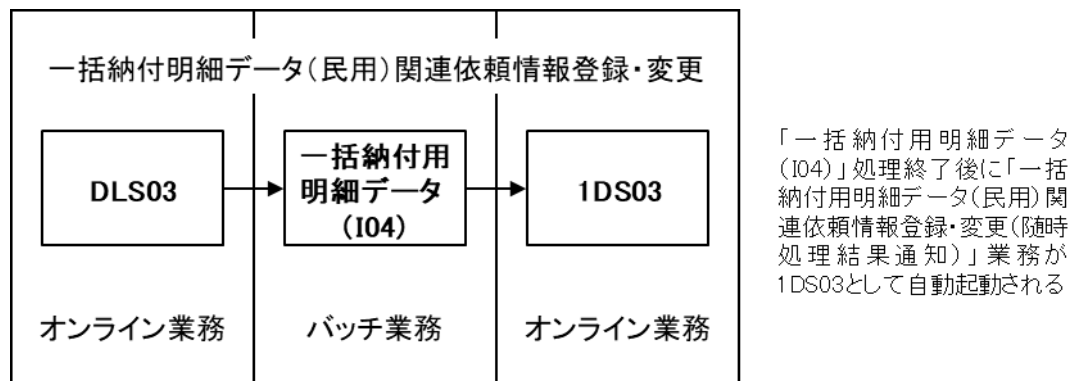 一括納付明細データ(民用)関連依頼情報登録・変更
DLS03
一括納付用
明細データ
(I04)
1DS03
オンライン業務
バッチ業務
オンライン業務
「一括納付用明細データ
(I04)」処理終了後に「一括
納付用明細データ(民用)関
連依頼情報登録・変更(随時
処理結果通知)」業務が
1DS03として自動起動される